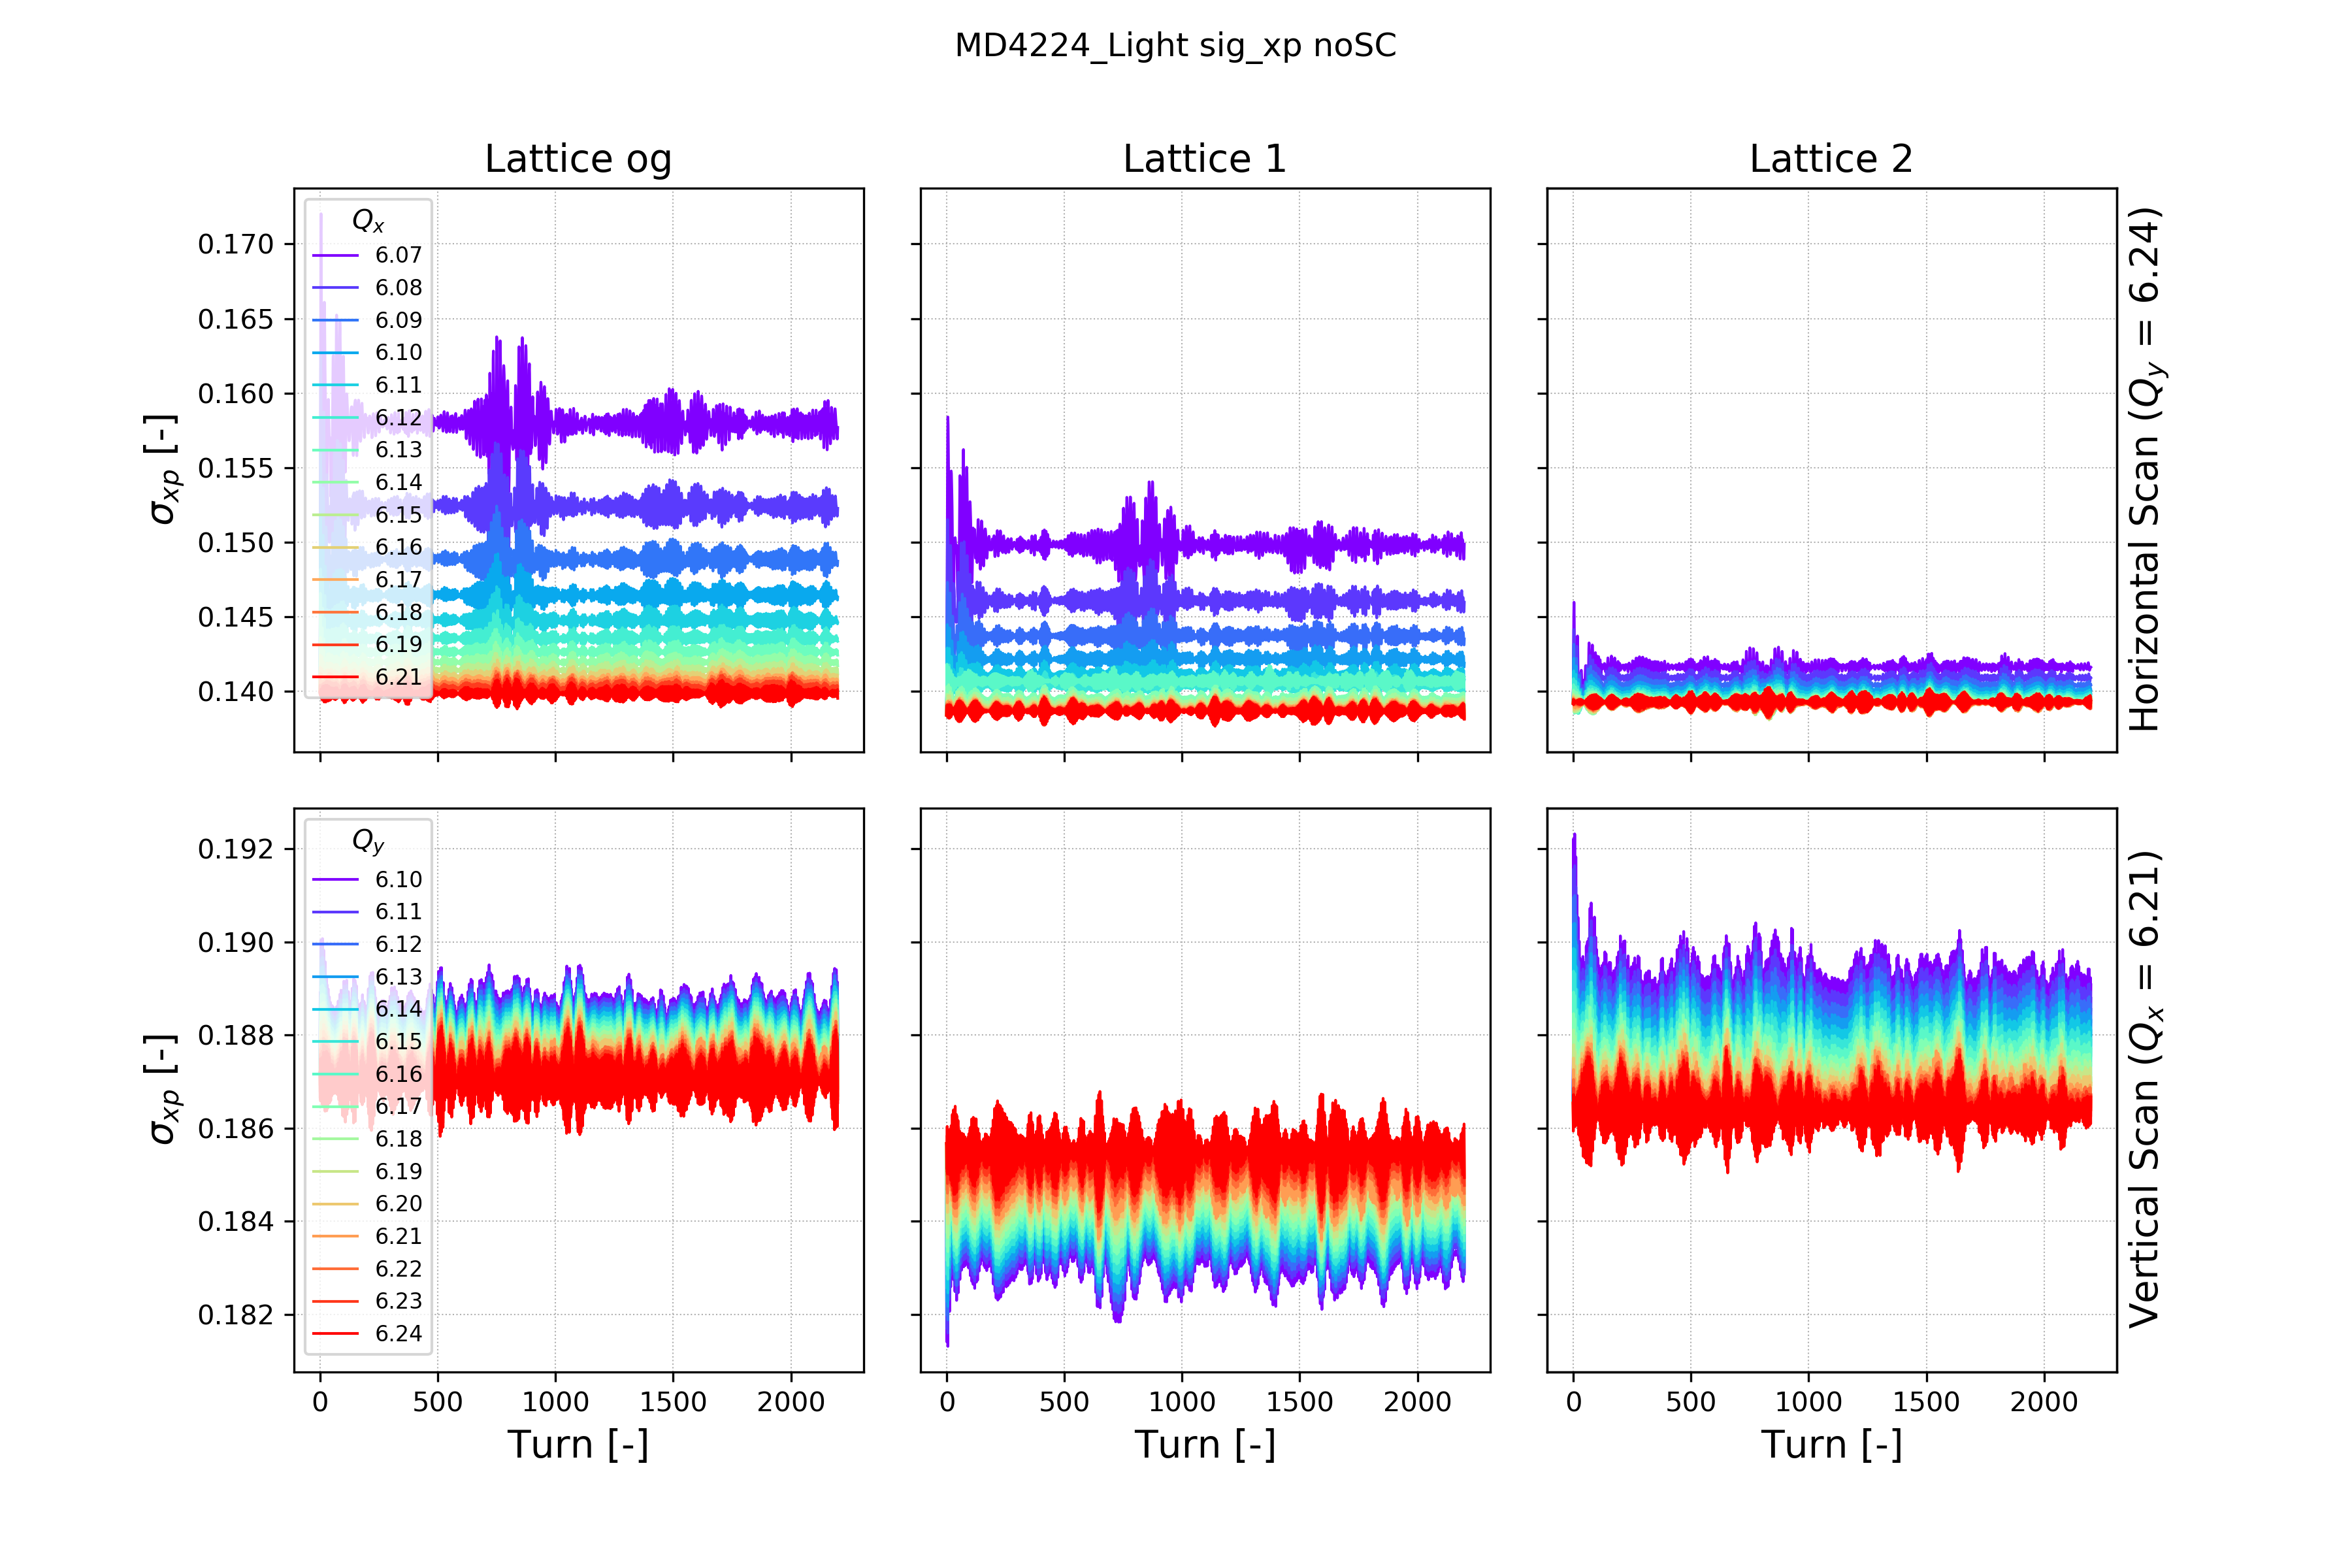 MD4224_Light sig_xp noSC
Lattice og
Lattice 1
Lattice 2
σxp [-]
0.170
0.165
0.160
0.155
0.150
0.145
0.140
Qx
6.07
6.08
6.09
6.10
6.11
6.12
6.13
6.14
6.15
6.16
6.17
6.18
6.19
6.21
Horizontal Scan (Qy = 6.24)
σxp [-]
0.192
0.190
0.188
0.186
0.184
0.182
Qy
6.10
6.11
6.12
6.13
6.14
6.15
6.16
6.17
6.18
6.19
6.20
6.21
6.22
6.23
6.24
Vertical Scan (Qx = 6.21)
0 500 1000 1500 2000
0 500 1000 1500 2000
0 500 1000 1500 2000
Turn [-]
Turn [-]
Turn [-]